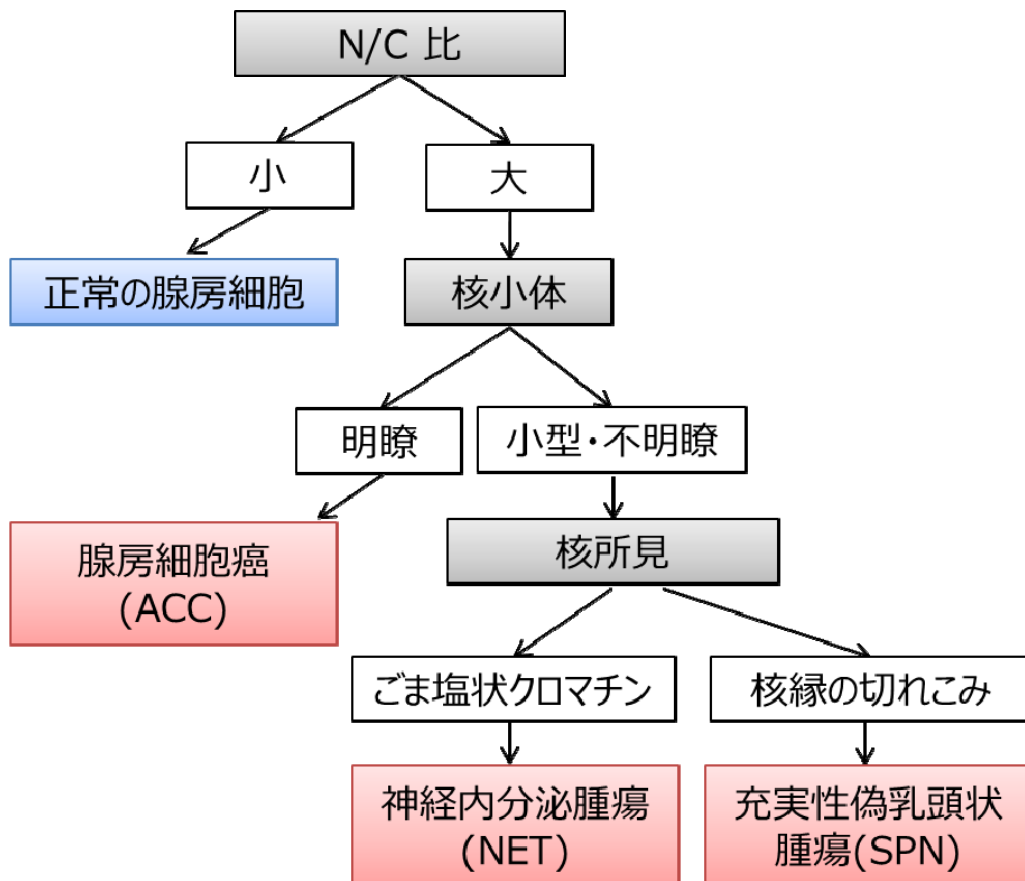 N/C 比
小
大
正常の腺房細胞
核小体
明瞭
小型・不明瞭
腺房細胞癌
(ACC)
核所見
ごま塩状クロマチン
核縁の切れこみ
神経内分泌腫瘍
(NET)
充実性偽乳頭状
腫瘍(SPN)